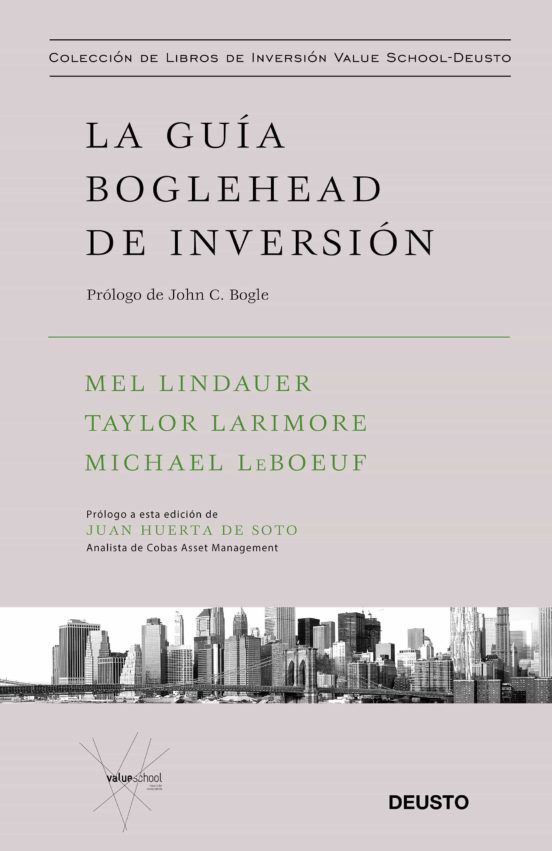 Colección de Libros de Inversión Value School-Deusto
LA GUÍA
BOGLEHEAD
DE INVERSIÓN
Prólogo de John C. Bogle
MEL LINDAUER
TAYLOR LARIMORE
MICHAEL LeBOEUF
Prólogo a esta edición de
JUAN HUERTA DE SOTO
Analista de Cobas Asset Management
valueschool
DEUSTO